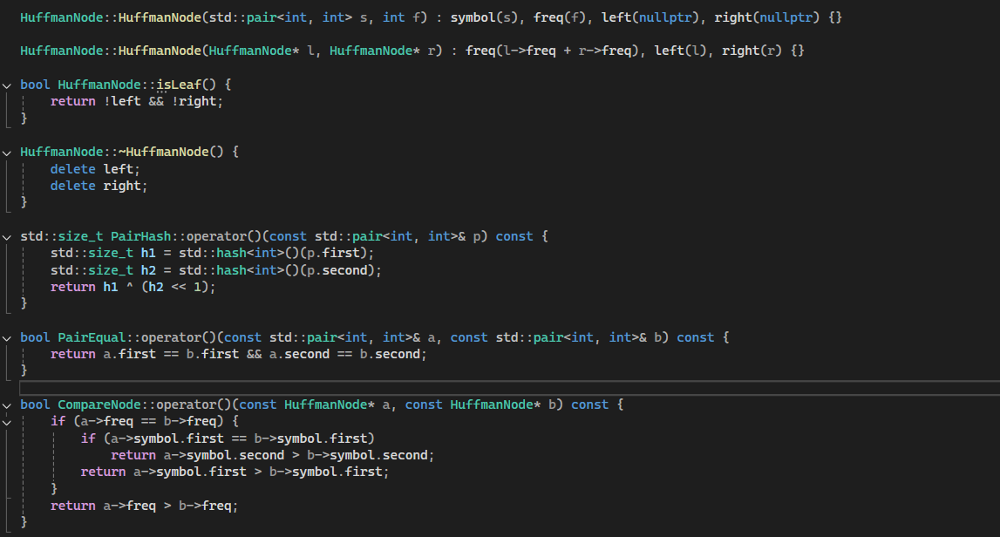 HuffmanNode::HuffmanNode(std::pair<int, int> s, int f) : symbol(s), freq(f), left(nullptr), right(nullptr) {}
HuffmanNode::HuffmanNode(HuffmanNode* l, HuffmanNode* r) : freq(l->freq + r->freq), left(l), right(r) {}
bool HuffmanNode::isLeaf() {
    return !left && !right;
}
HuffmanNode::~HuffmanNode() {
    delete left;
    delete right;
}
std::size_t PairHash::operator()(const std::pair<int, int>& p) const {
    std::size_t h1 = std::hash<int>()(p.first);
    std::size_t h2 = std::hash<int>()(p.second);
    return h1 ^ (h2 << 1);
}
bool PairEqual::operator()(const std::pair<int, int>& a, const std::pair<int, int>& b) const {
    return a.first == b.first && a.second == b.second;
}
bool CompareNode::operator()(const HuffmanNode* a, const HuffmanNode* b) const {
    if (a->freq == b->freq) {
        if (a->symbol.first == b->symbol.first)
            return a->symbol.second > b->symbol.second;
        return a->symbol.first > b->symbol.first;
    }
    return a->freq > b->freq;
}